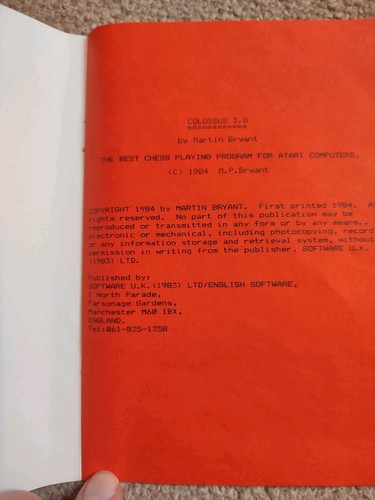 COLOSSUS 3.0
************
by Martin Bryant
THE BEST CHESS PLAYING PROGRAM FOR ATARI COMPUTERS.
(C) 1984 M.P.Bryant
COPYRIGHT 1984 by MARTIN BRYANT. First printed 1984. A
rights reserved. No part of this publication may be
reproduced or transmitted in any form or by any means.,
electronic or mechanical, including photocopying, record
or any information storage and retrieval system, without
permission in writing from the publisher, SOFTWARE U.K.
(1983) LTD.
Published by:
SOFTWARE U.K.(1983) LTD/ENGLISH SOFTWARE,
1 North Parade,
Parsonage Gardens,
Manchester M60 1BX,
ENGLAND.
Tel:061-835-1358